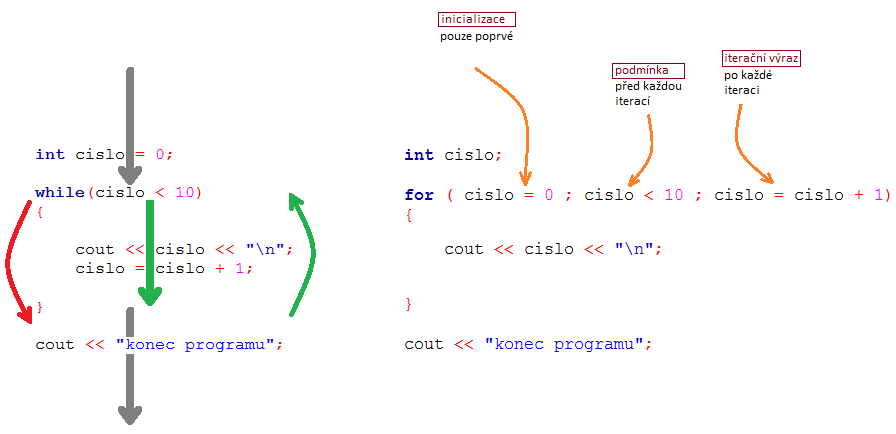 int cislo = 0;
while(cislo < 10)
{
cout << cislo << "\n";
cislo = cislo + 1;
}
cout << "konec programu";
inicializace
pouze poprvé
podmínka
před každou
iterací
iterační výraz
po každé
iteraci
int cislo;
for ( cislo = 0 ; cislo < 10 ; cislo = cislo + 1)
{
cout << cislo << "\n";
}
cout << "konec programu";